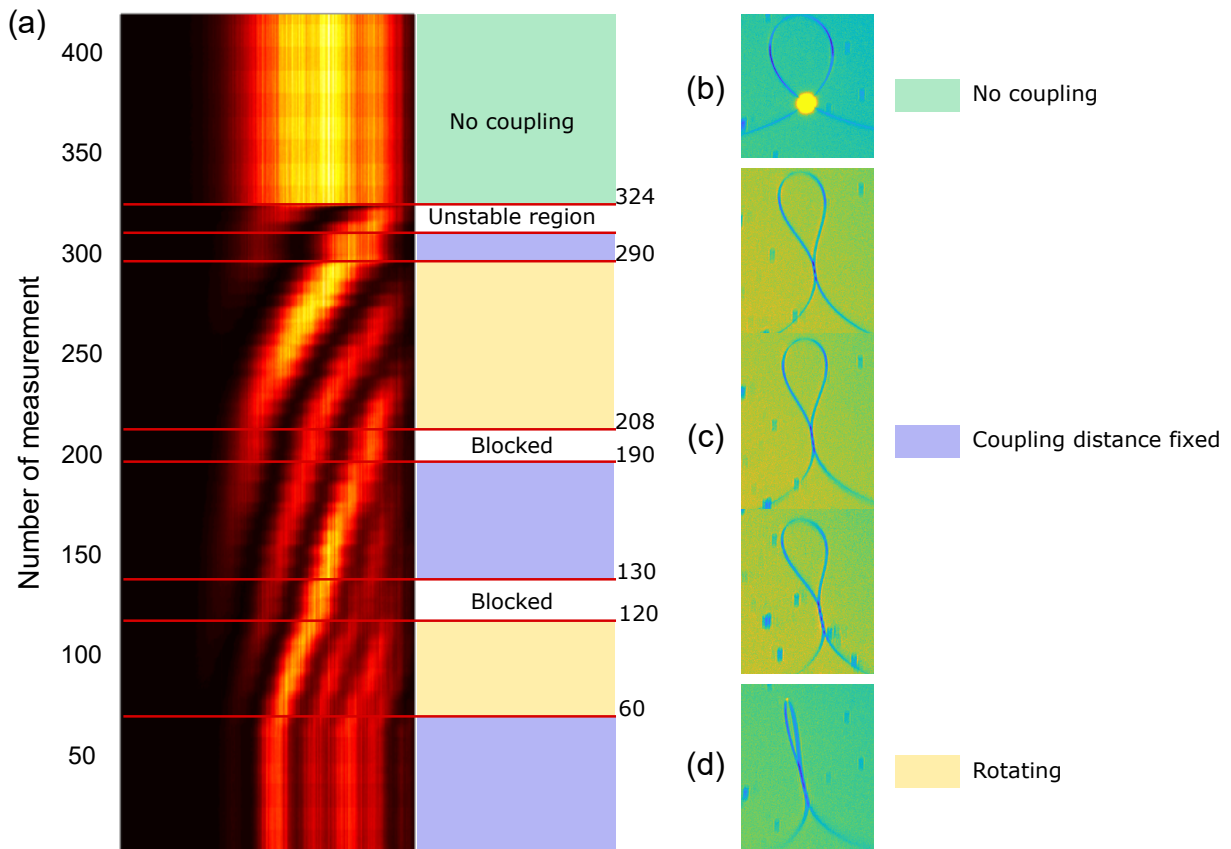 (a)
Number of measurement
400
350
300
250
200
150
100
50
No coupling
324
Unstable region
290
208
Blocked
190
130
Blocked
120
60
(b)
No coupling
(c)
Coupling distance fixed
(d)
Rotating